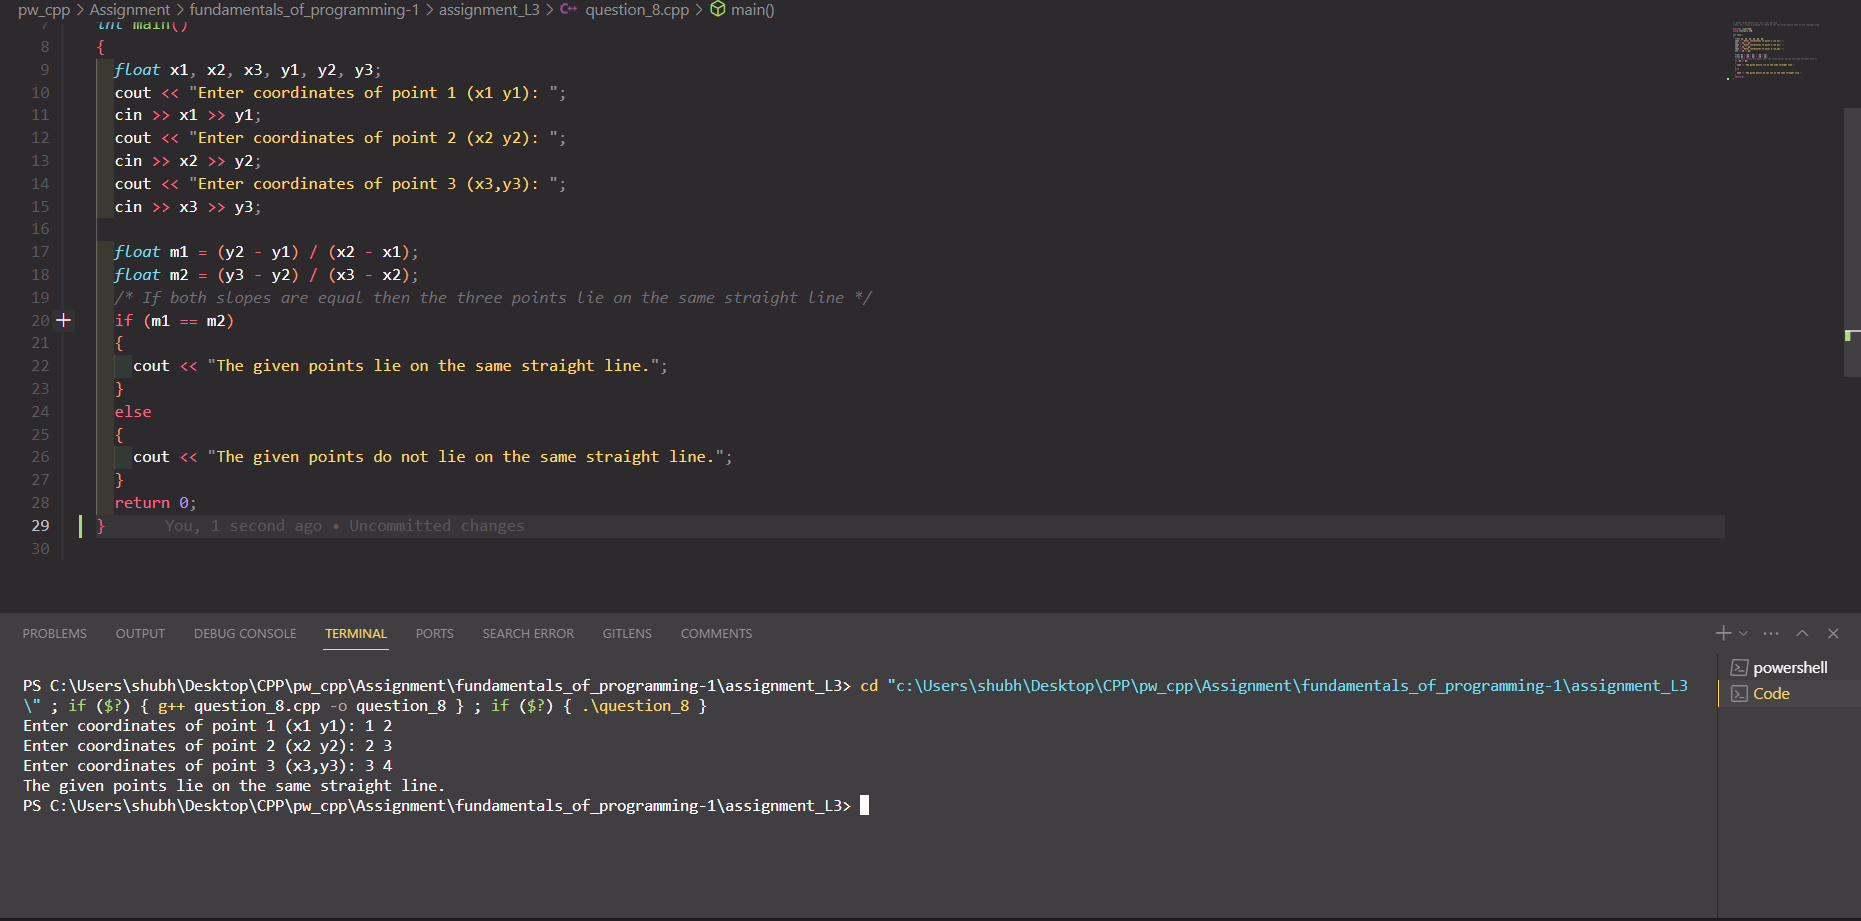 pw_cpp > Assignment > fundamentals_of_programming-1 > assignment_L3 > C++ question_8.cpp > main()
7 int main()
8 {
9 float x1, x2, x3, y1, y2, y3;
10 cout << "Enter coordinates of point 1 (x1 y1): ";
11 cin >> x1 >> y1;
12 cout << "Enter coordinates of point 2 (x2 y2): ";
13 cin >> x2 >> y2;
14 cout << "Enter coordinates of point 3 (x3,y3): ";
15 cin >> x3 >> y3;
16
17 float m1 = (y2 - y1) / (x2 - x1);
18 float m2 = (y3 - y2) / (x3 - x2);
19 /* If both slopes are equal then the three points lie on the same straight line */
20 if (m1 == m2)
21 {
22 cout << "The given points lie on the same straight line.";
23 }
24 else
25 {
26 cout << "The given points do not lie on the same straight line.";
27 }
28 return 0;
29 } You, 1 second ago • Uncommitted changes
30
PROBLEMS OUTPUT DEBUG CONSOLE TERMINAL PORTS SEARCH ERROR GITLENS COMMENTS
powershell
Code
PS C:\Users\shubh\Desktop\CPP\pw_cpp\Assignment\fundamentals_of_programming-1\assignment_L3> cd "c:\Users\shubh\Desktop\CPP\pw_cpp\Assignment\fundamentals_of_programming-1\assignment_L3
\" ; if ($?) { g++ question_8.cpp -o question_8 } ; if ($?) { .\question_8 }
Enter coordinates of point 1 (x1 y1): 1 2
Enter coordinates of point 2 (x2 y2): 2 3
Enter coordinates of point 3 (x3,y3): 3 4
The given points lie on the same straight line.
PS C:\Users\shubh\Desktop\CPP\pw_cpp\Assignment\fundamentals_of_programming-1\assignment_L3>